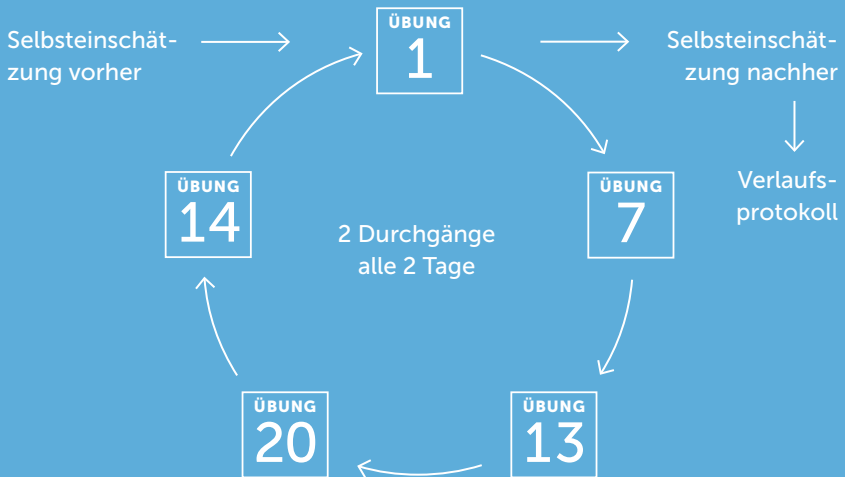 Selbsteinschät-
zung vorher
ÜBUNG
1
Selbsteinschät-
zung nachher
Verlaufs-
protokoll
ÜBUNG
14
2 Durchgänge
alle 2 Tage
ÜBUNG
7
ÜBUNG
20
ÜBUNG
13